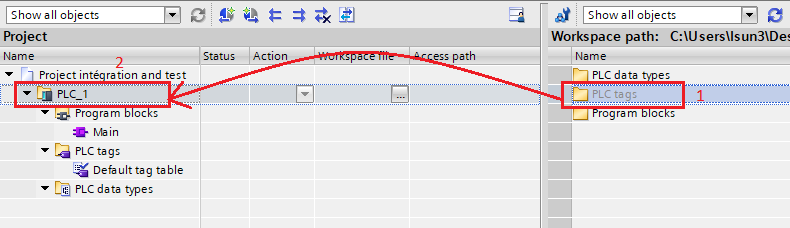 Show all objects
Show all objects
Project
Workspace path: C:\Users\lsun3\Des
Name
2
Status
Action
Workspace file
Access path
Name
Project intégration and test
PLC data types
PLC_1
...
PLC tags
1
Program blocks
Program blocks
Main
PLC tags
Default tag table
PLC data types